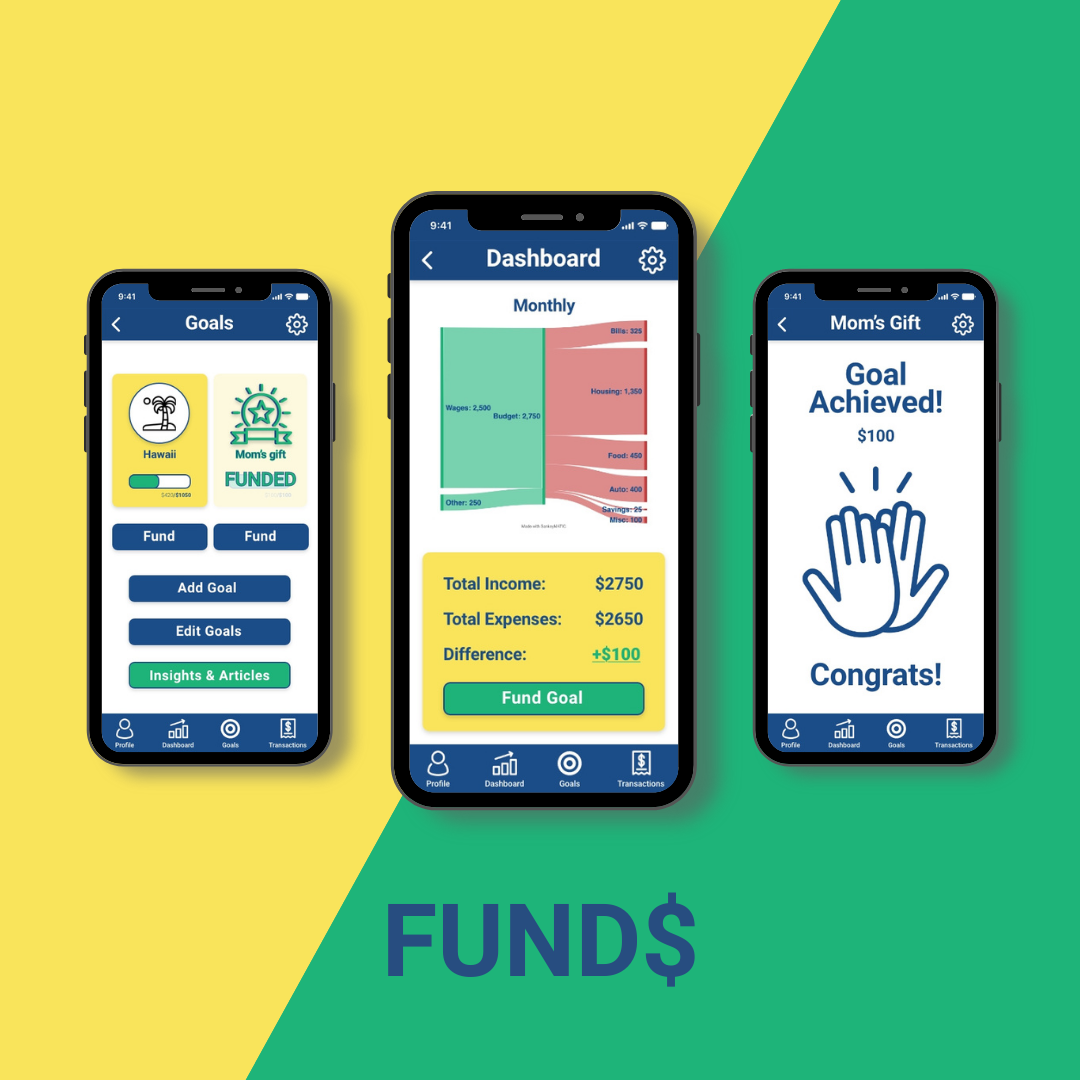 9:41
Goals
Hawaii
Mom's gift
FUNDED
$423/$1050
Fund
Fund
Add Goal
Edit Goals
Insights & Articles
Profile
Dashboard
Goals
Transactions
9:41
Dashboard
Monthly
Bills: 325
Housing: 1,350
Wages: 2,500
Budget: 2,750
Food: 450
Auto: 400
Other: 250
Savings: 25
Misc: 100
Made with SankeyMATIC
Total Income: $2750
Total Expenses: $2650
Difference: +$100
Fund Goal
Profile
Dashboard
Goals
Transactions
9:41
Mom's Gift
Goal
Achieved!
$100
Congrats!
Profile
Dashboard
Goals
Transactions
FUND$